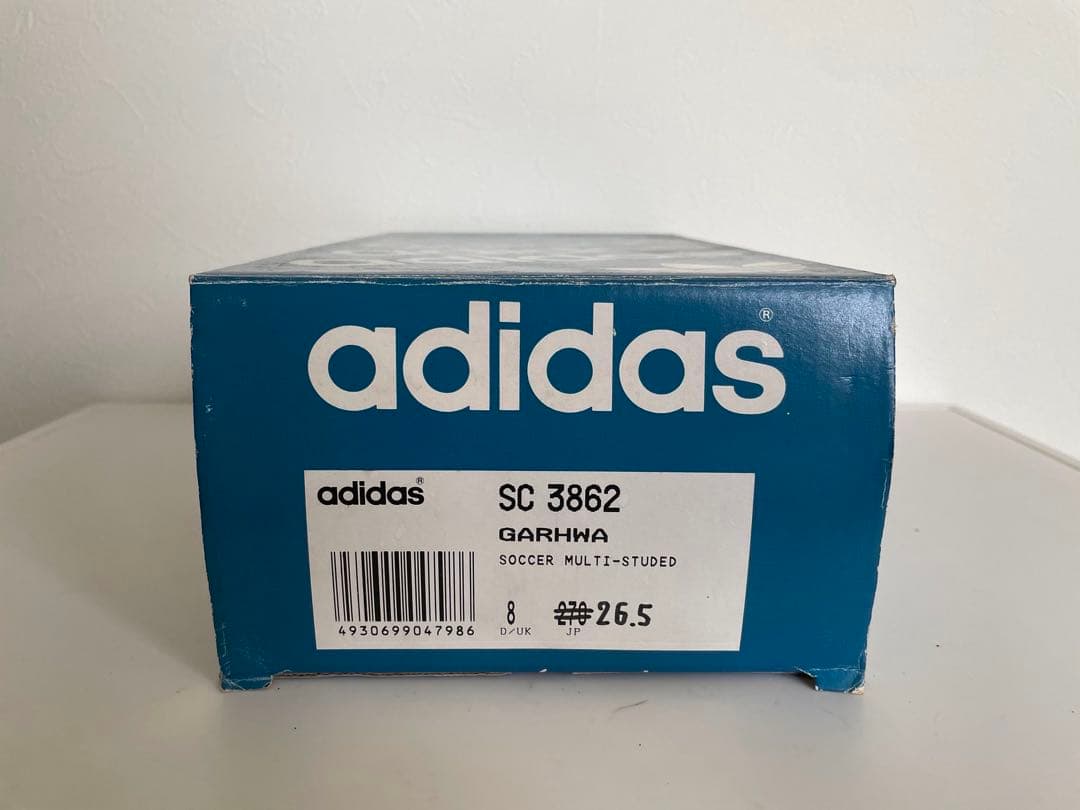 adidas®
adidas®
SC 3862
GARHWA
SOCCER MULTI-STUDED
4930699047986
8 270 26.5
D/UK JP